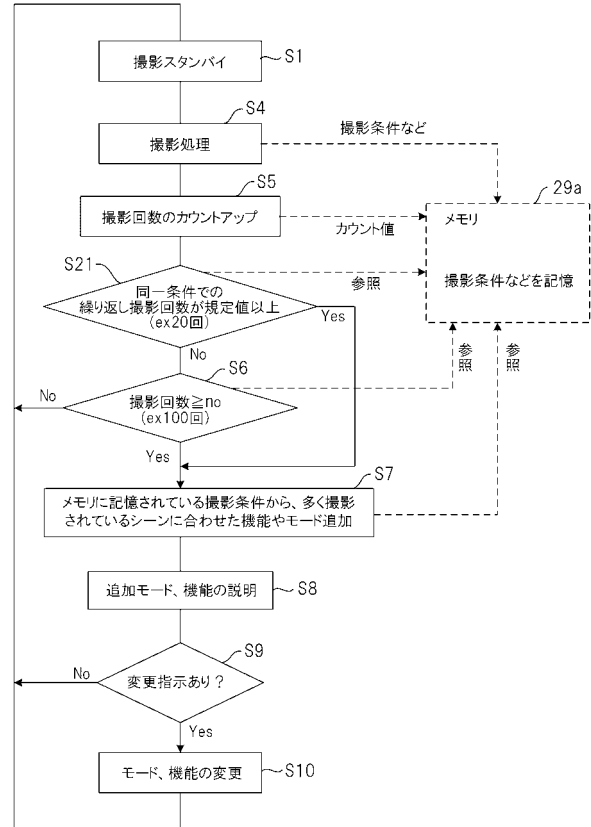 撮影スタンバイ
S1
S4
撮影処理
撮影条件など
S5
撮影回数のカウントアップ
カウント値
29a
メモリ
撮影条件などを記憶
S21
同一条件での
繰り返し撮影回数が規定値以上
(ex20回)
参照
Yes
No
S6
撮影回数≧no
(ex100回)
No
Yes
参照
参照
S7
メモリに記憶されている撮影条件から、多く撮影
されているシーンに合わせた機能やモード追加
追加モード、機能の説明
S8
S9
変更指示あり？
No
Yes
モード、機能の変更
S10